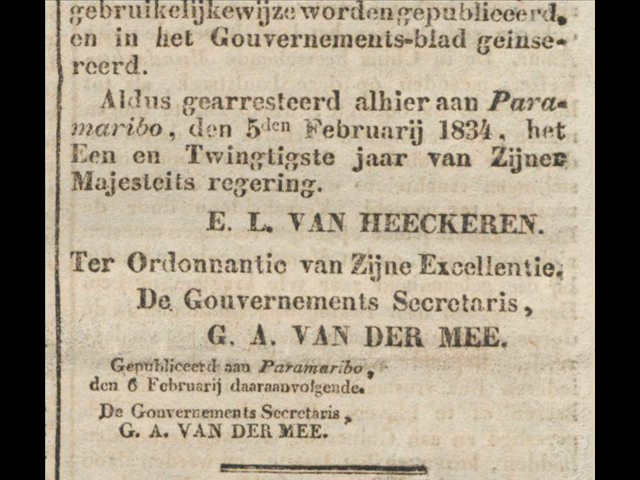 gebruikelijkewijze worden gepubliceerd,
en in het Gouvernements-blad geinse-
reerd.
Aldus gearresteerd alhier aan Para-
maribo, den 5den Februarij 1834, het
Een en Twingtigste jaar van Zijner
Majesteits regering.
E. L. VAN HEECKEREN.
Ter Ordonnantie van Zijne Excellentie,
De Gouvernements Secretaris,
G. A. VAN DER MEE.
Gepubliceerd aan Paramaribo,
den 6 Februarij daaraanvolgende.
De Gouvernements Secretaris,
G. A. VAN DER MEE.